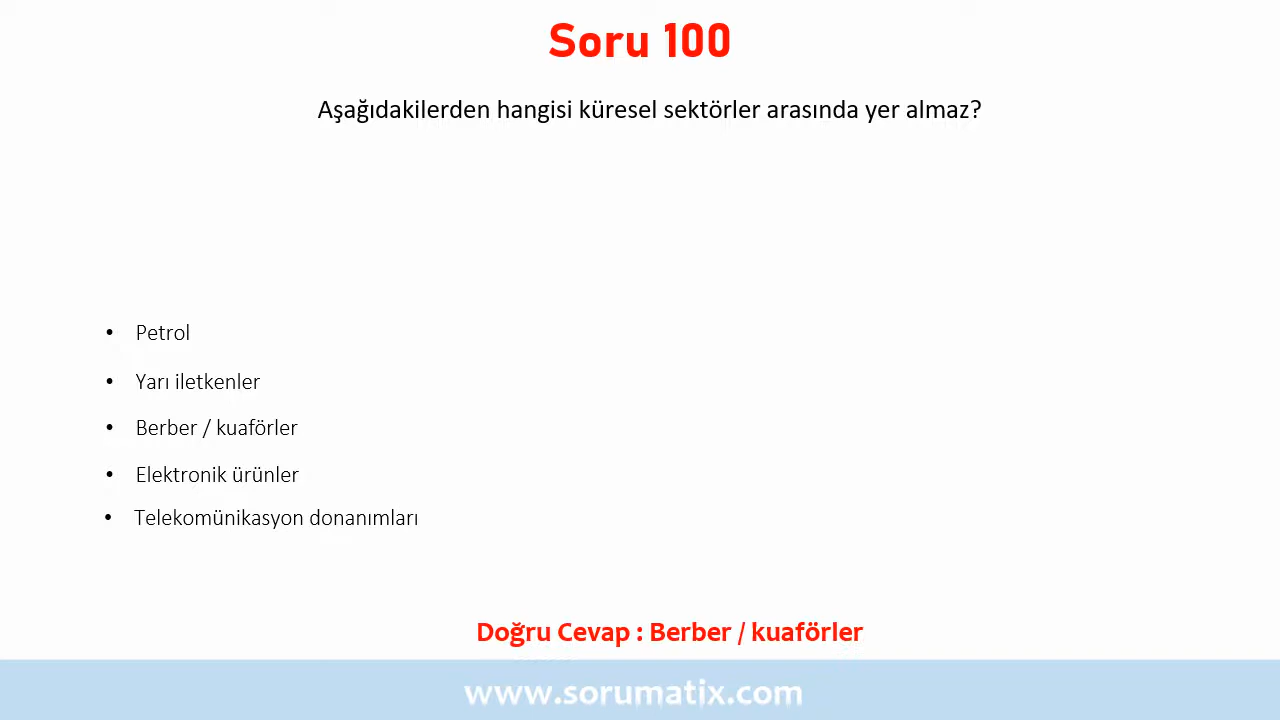 Soru 100
Aşağıdakilerden hangisi küresel sektörler arasında yer almaz?
• Petrol
• Yarı iletkenler
• Berber / kuaförler
• Elektronik ürünler
• Telekomünikasyon donanımları
Doğru Cevap : Berber / kuaförler
www.sorumatix.com